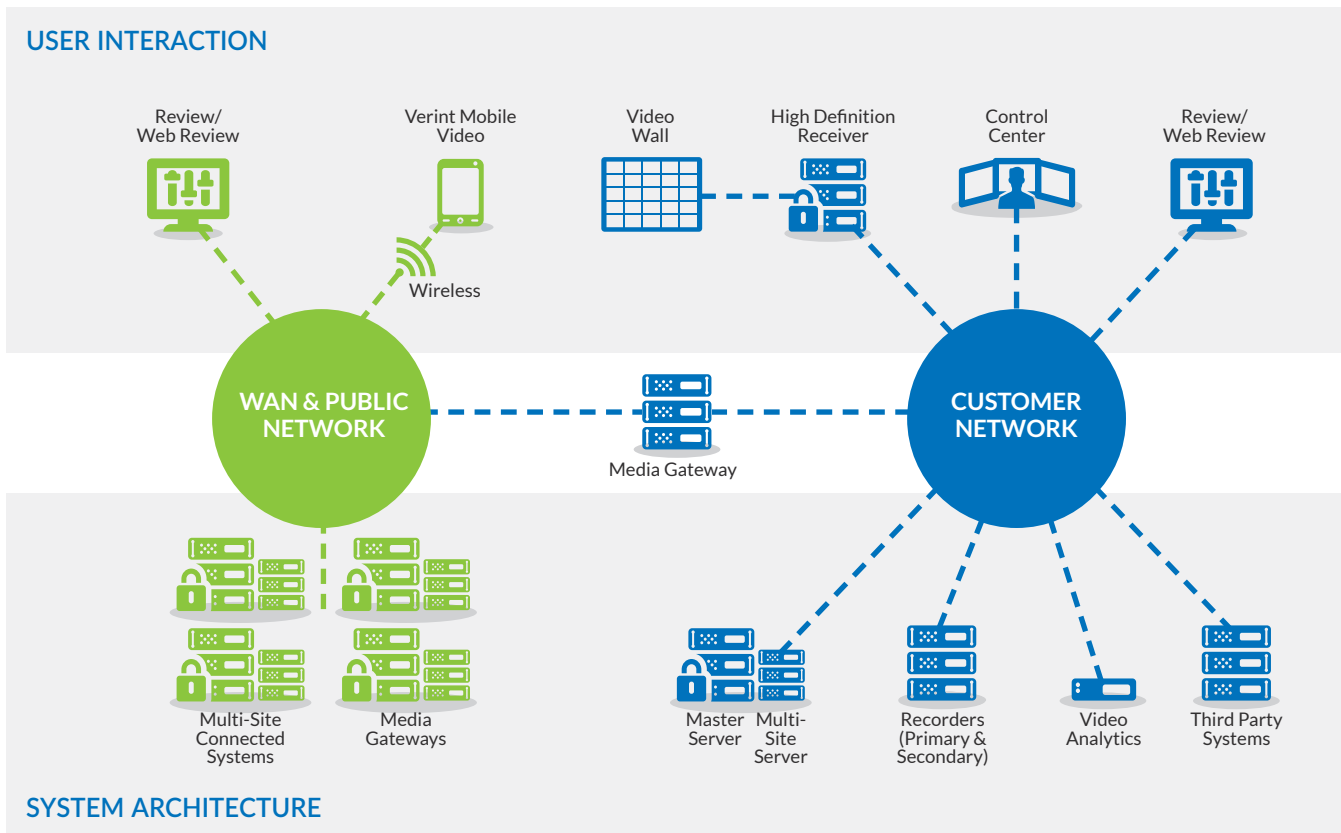 USER INTERACTION
Review/
Web Review
Verint Mobile
Video
Video
Wall
High Definition
Receiver
Control
Center
Review/
Web Review
Wireless
WAN & PUBLIC
NETWORK
CUSTOMER
NETWORK
Media Gateway
Multi-Site
Connected
Systems
Media
Gateways
Master
Server
Multi-
Site
Server
Recorders
(Primary &
Secondary)
Video
Analytics
Third Party
Systems
SYSTEM ARCHITECTURE